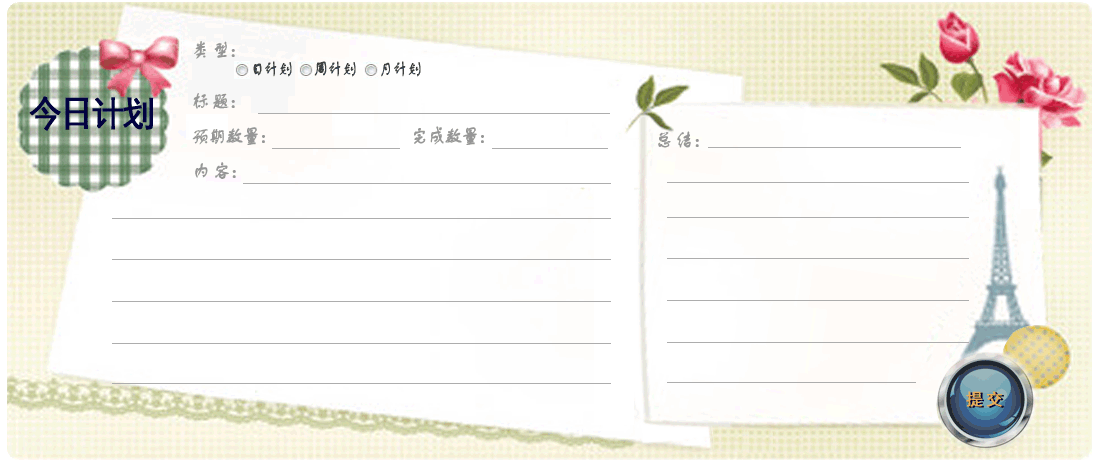 今日计划
类型：
日计划 周计划 月计划
标题：
预期数量： 完成数量：
内容：
总结：
提交